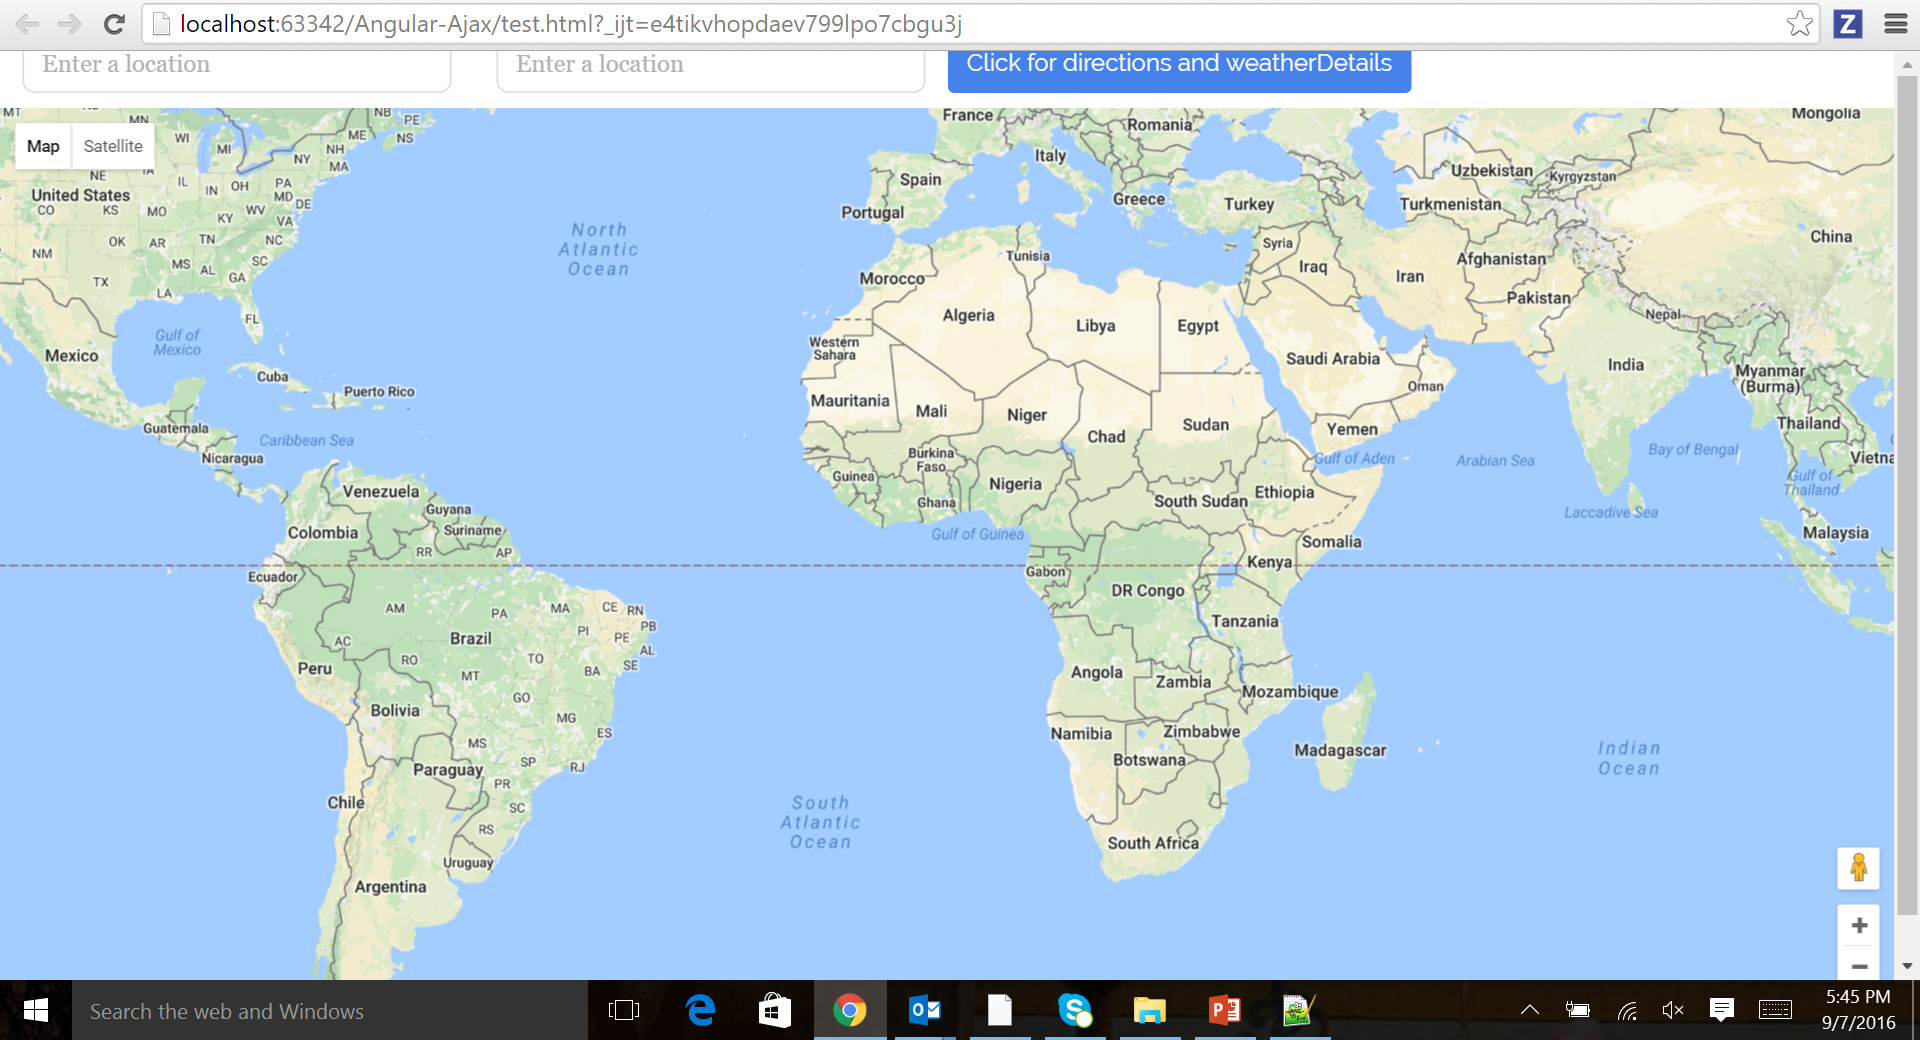 localhost:63342/Angular-Ajax/test.html?_ijt=e4tikvhopdaev799lpo7cbgu3j
Z
Enter a location
Enter a location
Click for directions and weatherDetails
Map
Satellite
MT
MN
WI
MI
NB
PE
NS
ME
NH
NY
MA
NE
IA
IL
IN
OH
PA
MD
DE
United States
CO
KS
MO
KY
WV
VA
OK
AR
TN
NC
NM
MS
AL
GA
SC
TX
LA
FL
Gulf of
Mexico
Mexico
Cuba
Puerto Rico
Guatemala
Caribbean Sea
Nicaragua
North
Atlantic
Ocean
France
Romania
Italy
Spain
Portugal
Greece
Turkey
Uzbekistan
Kyrgyzstan
Turkmenistan
Mongolia
China
Syria
Iraq
Iran
Afghanistan
Pakistan
Nepal
India
Myanmar
(Burma)
Thailand
Vietna
Tunisia
Morocco
Algeria
Libya
Egypt
Western
Sahara
Saudi Arabia
Oman
Mauritania
Mali
Niger
Chad
Sudan
Yemen
Gulf of Aden
Arabian Sea
Bay of Bengal
Gulf of
Thailand
Laccadive Sea
Malaysia
Burkina
Faso
Guinea
Ghana
Nigeria
South Sudan
Ethiopia
Gulf of Guinea
Somalia
Gabon
Kenya
DR Congo
Tanzania
Angola
Zambia
Mozambique
Namibia
Zimbabwe
Botswana
Madagascar
South Africa
Indian
Ocean
South
Atlantic
Ocean
Venezuela
Guyana
Colombia
Suriname
RR
AP
Ecuador
AM
PA
MA
CE
RN
PB
PI
PE
AL
AC
Brazil
Peru
RO
TO
SE
MT
BA
GO
Bolivia
MG
ES
MS
Paraguay
SP
RJ
PR
Chile
SC
RS
Uruguay
Argentina
Search the web and Windows
5:45 PM
9/7/2016